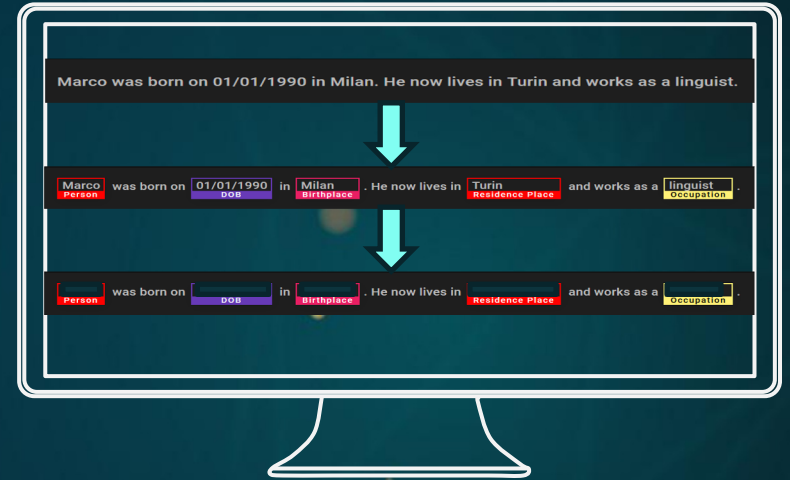 Marco was born on 01/01/1990 in Milan. He now lives in Turin and works as a linguist.
Marco was born on 01/01/1990 in Milan . He now lives in Turin and works as a linguist .
Person DOB Birthplace Residence Place Occupation
was born on in . He now lives in and works as a .
Person DOB Birthplace Residence Place Occupation